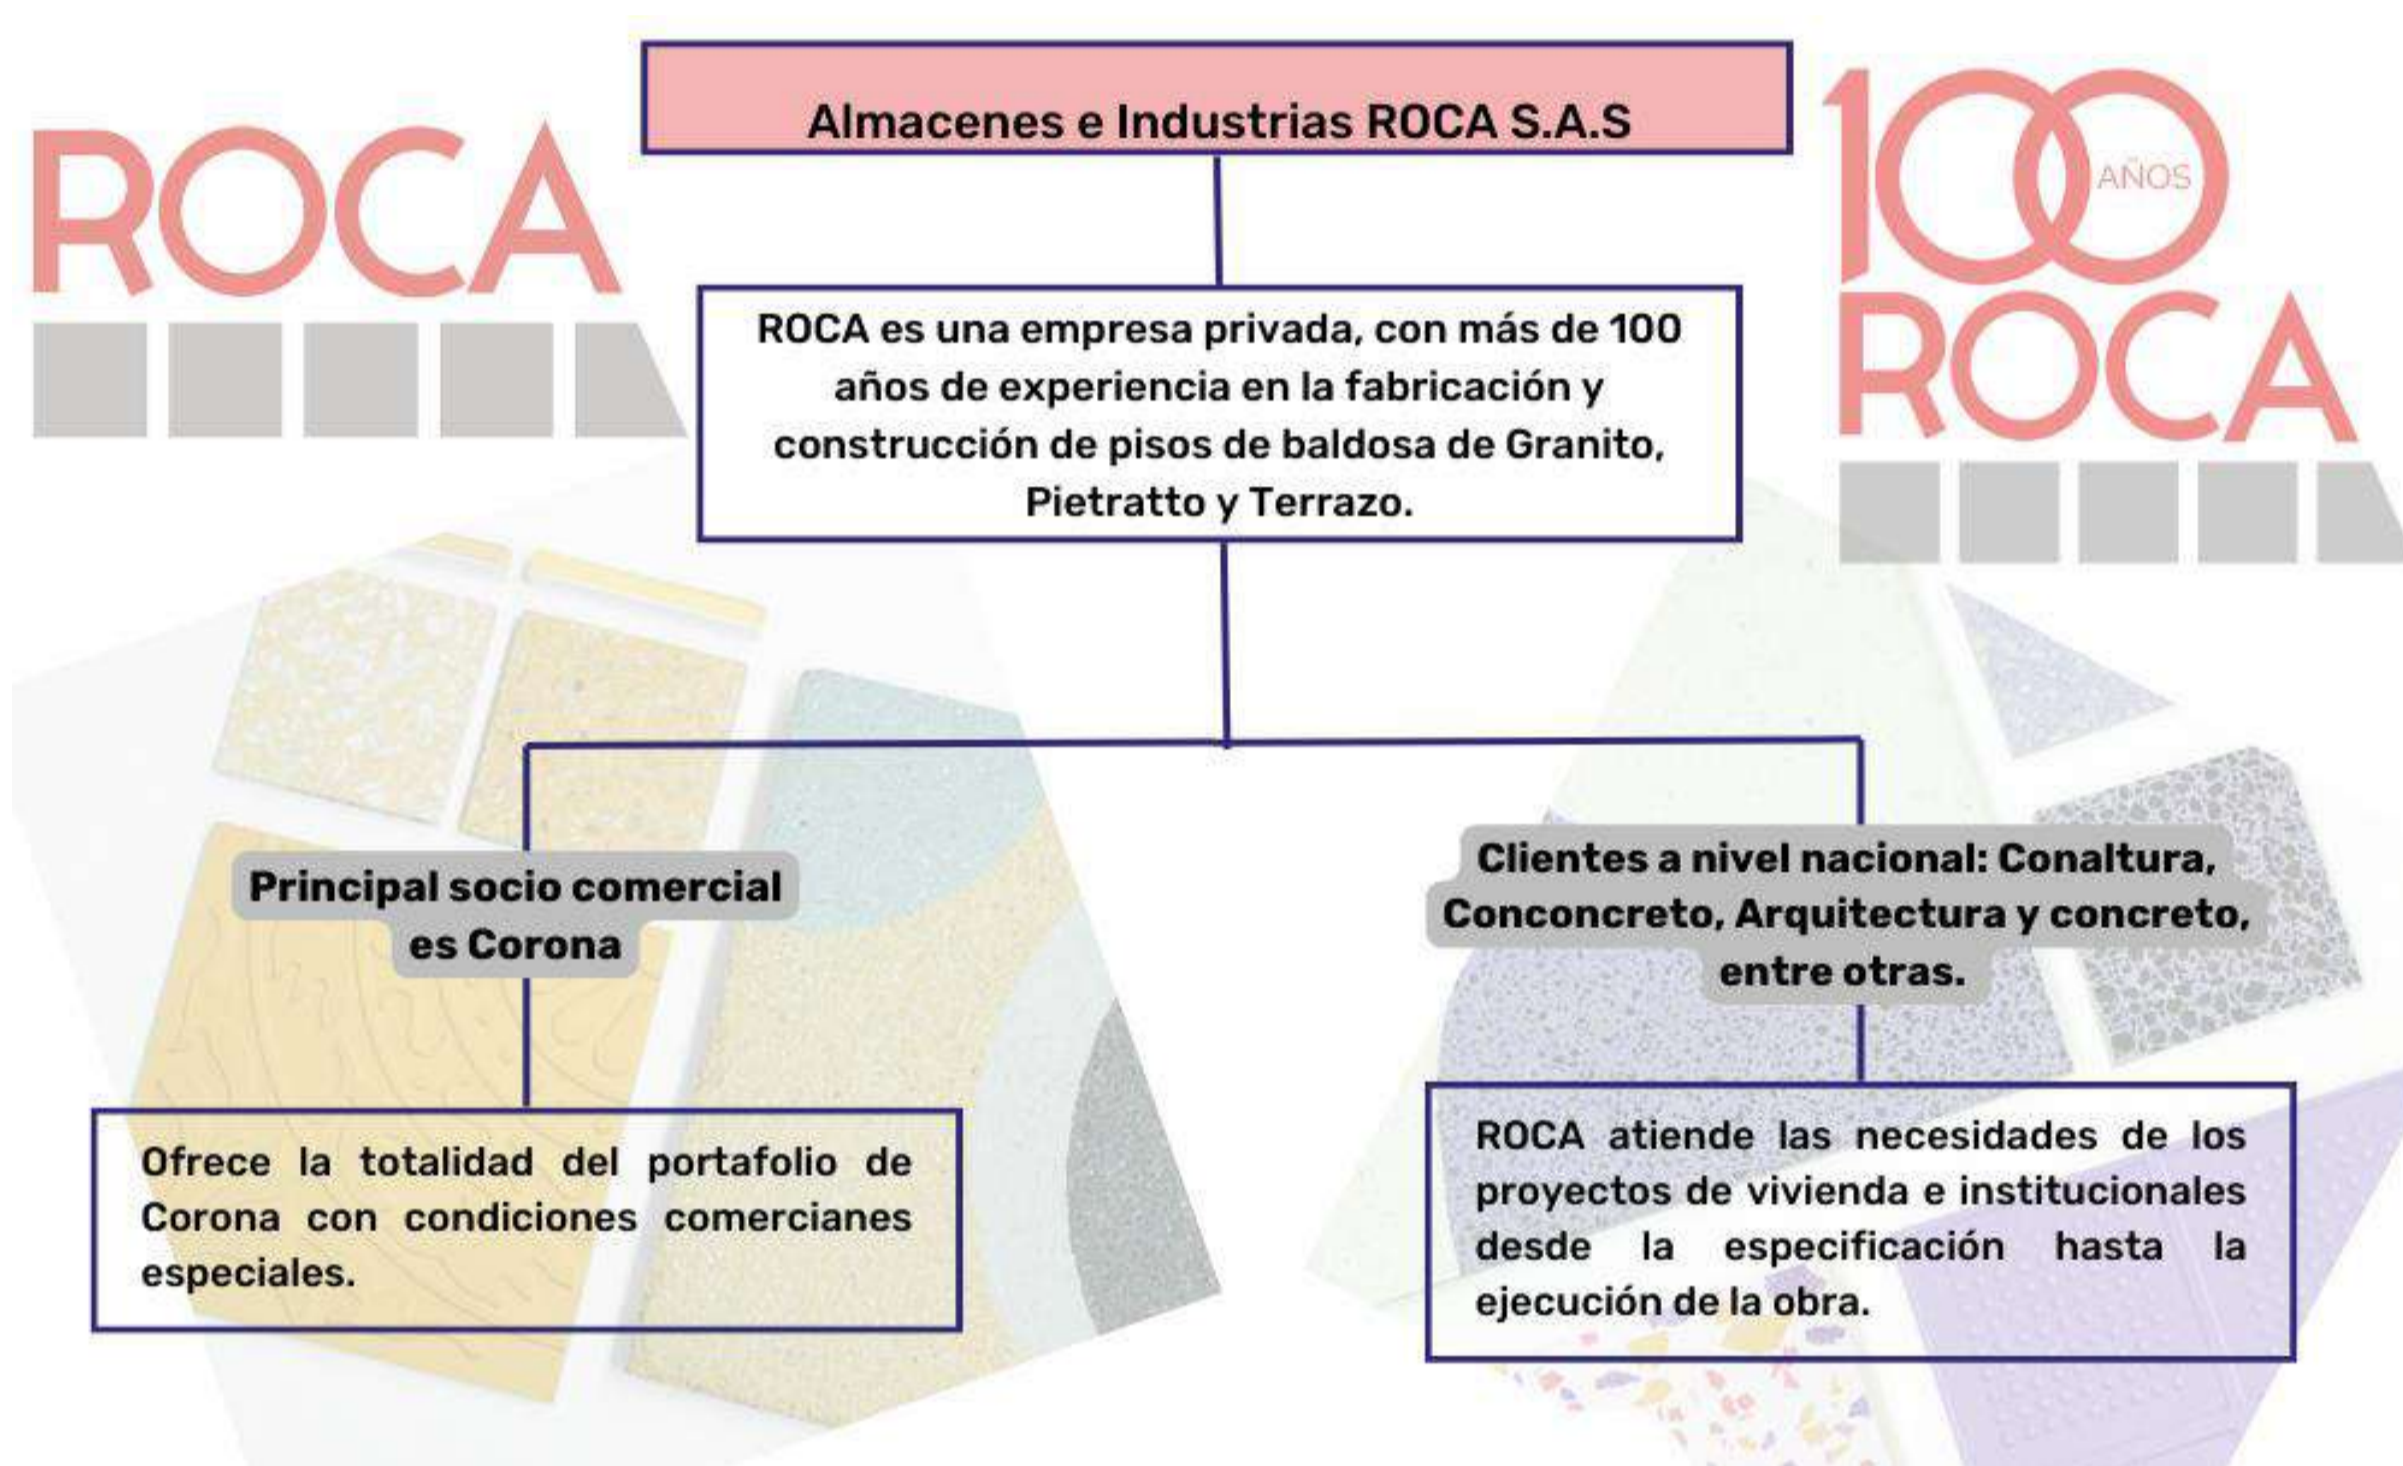 Almacenes e Industrias ROCA S.A.S
ROCA
100
AÑOS
ROCA
ROCA es una empresa privada, con más de 100
años de experiencia en la fabricación y
construcción de pisos de baldosa de Granito,
Pietratto y Terrazo.
Principal socio comercial
es Corona
Ofrece la totalidad del portafolio de
Corona con condiciones comercianes
especiales.
Clientes a nivel nacional: Conaltura,
Conconcreto, Arquitectura y concreto,
entre otras.
ROCA atiende las necesidades de los
proyectos de vivienda e institucionales
desde la especificación hasta la
ejecución de la obra.